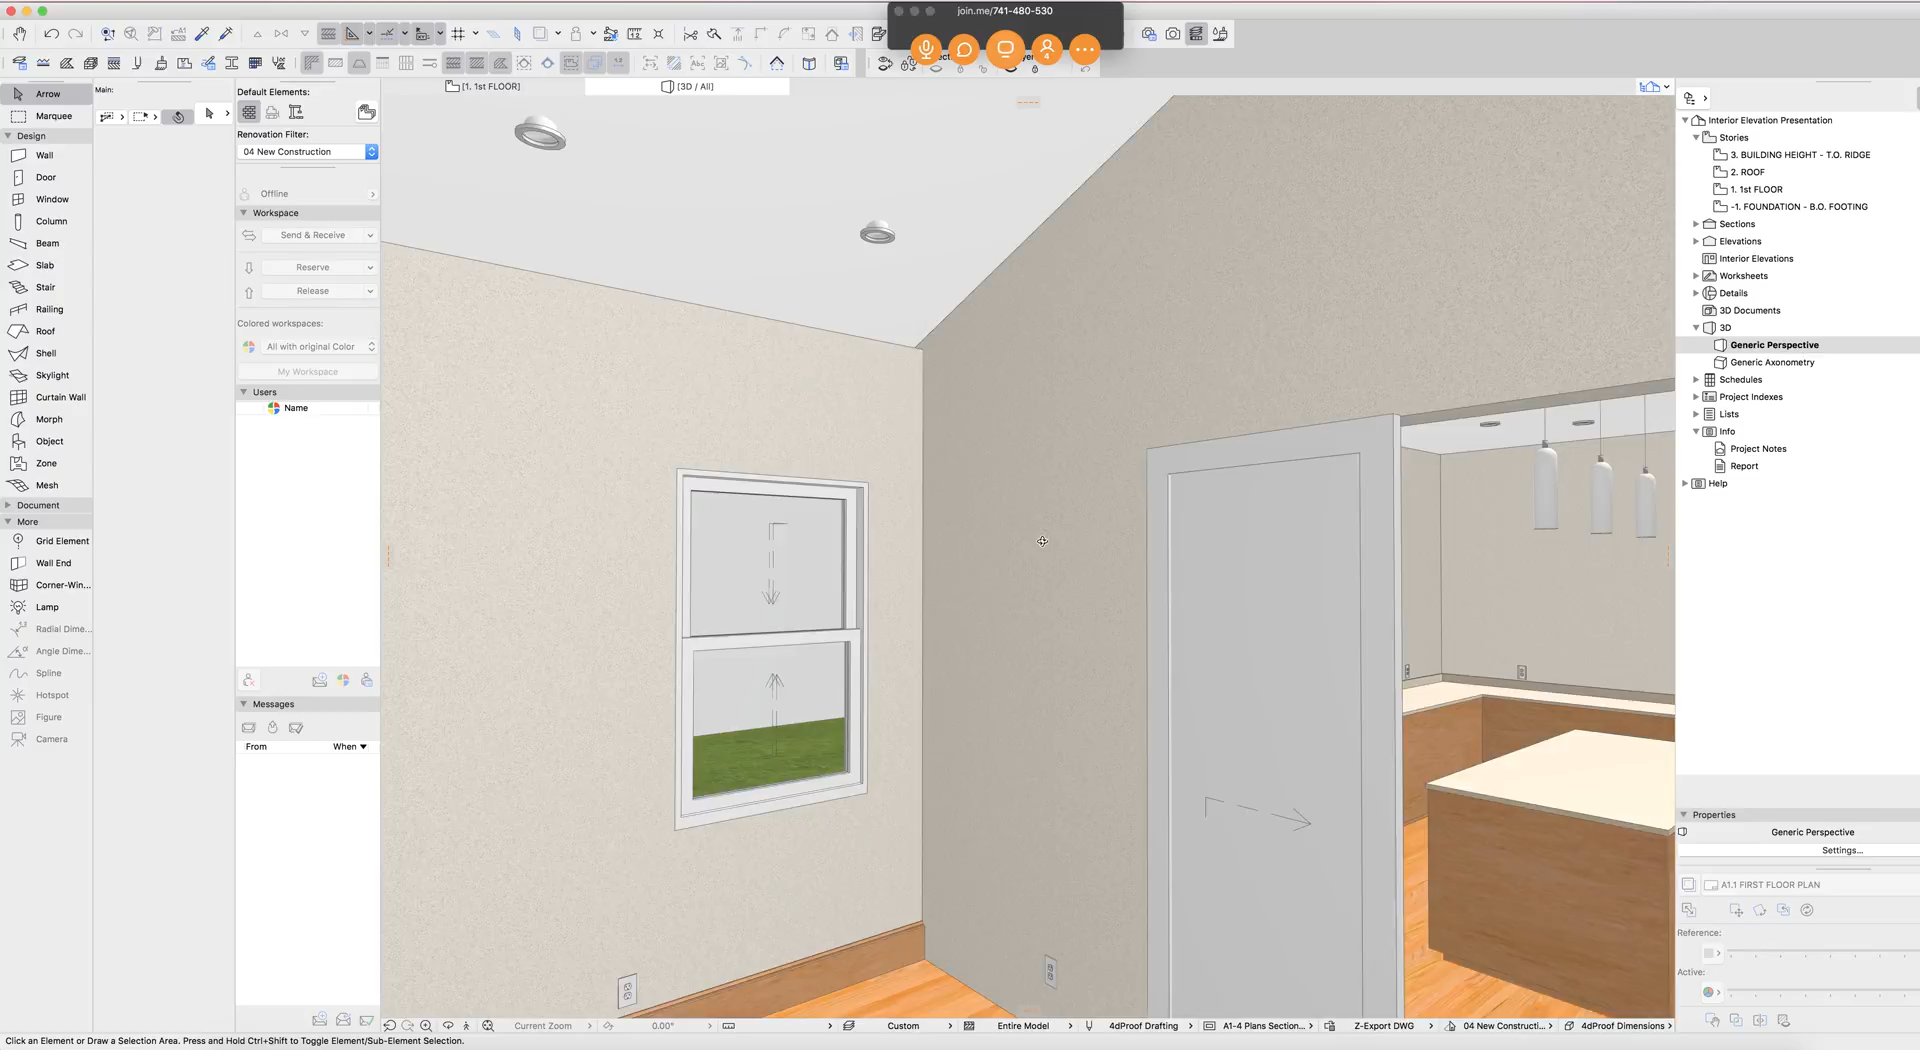 join.me/741-480-530
[1. 1st FLOOR]
[3D / All]
Arrow
Marquee
Design
Wall
Door
Window
Column
Beam
Slab
Stair
Railing
Roof
Shell
Skylight
Curtain Wall
Morph
Object
Zone
Mesh
Document
More
Grid Element
Wall End
Corner-Win...
Lamp
Radial Dime...
Angle Dime...
Spline
Hotspot
Figure
Camera
Main:
Default Elements:
Renovation Filter:
04 New Construction
Offline
Workspace
Send & Receive
Reserve
Release
Colored workspaces:
All with original Color
My Workspace
Users
Name
Messages
From When ▼
Interior Elevation Presentation
Stories
3. BUILDING HEIGHT - T.O. RIDGE
2. ROOF
1. 1st FLOOR
-1. FOUNDATION - B.O. FOOTING
Sections
Elevations
Interior Elevations
Worksheets
Details
3D Documents
3D
Generic Perspective
Generic Axonometry
Schedules
Project Indexes
Lists
Info
Project Notes
Report
Help
Properties
Generic Perspective
Settings...
A1.1 FIRST FLOOR PLAN
Reference:
Active:
Current Zoom 0.00° Custom Entire Model 4dProof Drafting A1-4 Plans Section... Z-Export DWG 04 New Constructi... 4dProof Dimensions
Click an Element or Draw a Selection Area. Press and Hold Ctrl+Shift to Toggle Element/Sub-Element Selection.